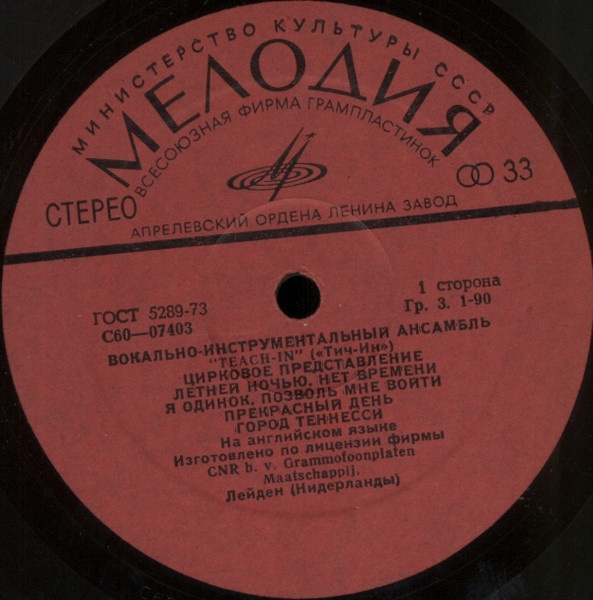 МИНИСТЕРСТВО КУЛЬТУРЫ СССР
МЕЛОДИЯ
ВСЕСОЮЗНАЯ ФИРМА ГРАМПЛАСТИНОК
СТЕРЕО
33
АПРЕЛЕВСКИЙ ОРДЕНА ЛЕНИНА ЗАВОД
ГОСТ 5289-73
С60—07403
1 сторона
Гр. 3. 1-90
ВОКАЛЬНО-ИНСТРУМЕНТАЛЬНЫЙ АНСАМБЛЬ
"TEACH-IN" («Тич-Ин»)
ЦИРКОВОЕ ПРЕДСТАВЛЕНИЕ
ЛЕТНЕЙ НОЧЬЮ. НЕТ ВРЕМЕНИ
Я ОДИНОК. ПОЗВОЛЬ МНЕ ВОЙТИ
ПРЕКРАСНЫЙ ДЕНЬ
ГОРОД ТЕННЕССИ
На английском языке
Изготовлено по лицензии фирмы
CNR b. v. Grammofoonplaten
Maatschappij,
Лейден (Нидерланды)